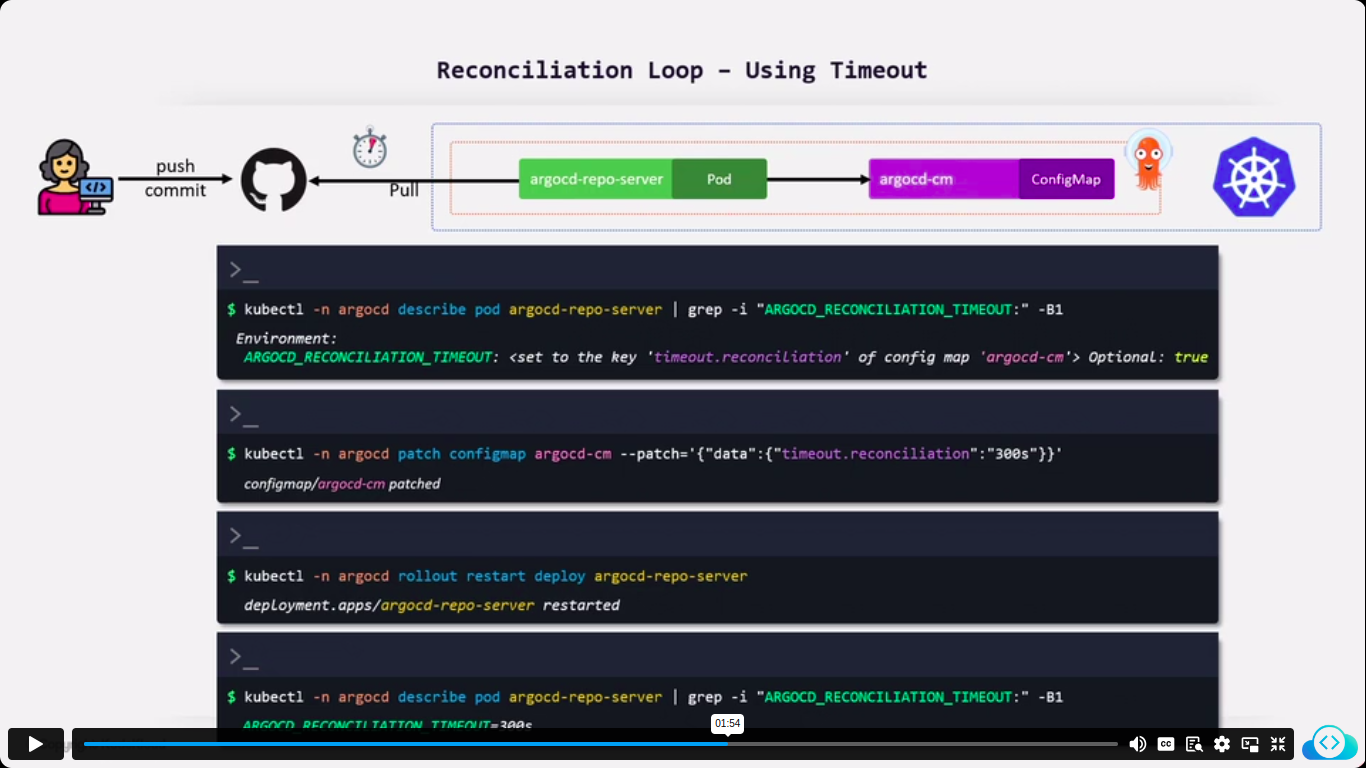 Reconciliation Loop – Using Timeout
push
commit
Pull
argocd-repo-server
Pod
argocd-cm
ConfigMap
>_
$ kubectl -n argocd describe pod argocd-repo-server | grep -i "ARGOCD_RECONCILIATION_TIMEOUT:" -B1
Environment:
ARGOCD_RECONCILIATION_TIMEOUT: <set to the key 'timeout.reconciliation' of config map 'argocd-cm'> Optional: true
>_
$ kubectl -n argocd patch configmap argocd-cm --patch='{"data":{"timeout.reconciliation":"300s"}}'
configmap/argocd-cm patched
>_
$ kubectl -n argocd rollout restart deploy argocd-repo-server
deployment.apps/argocd-repo-server restarted
>_
$ kubectl -n argocd describe pod argocd-repo-server | grep -i "ARGOCD_RECONCILIATION_TIMEOUT:" -B1
ARGOCD_RECONCILIATION_TIMEOUT=300s
01:54
CC